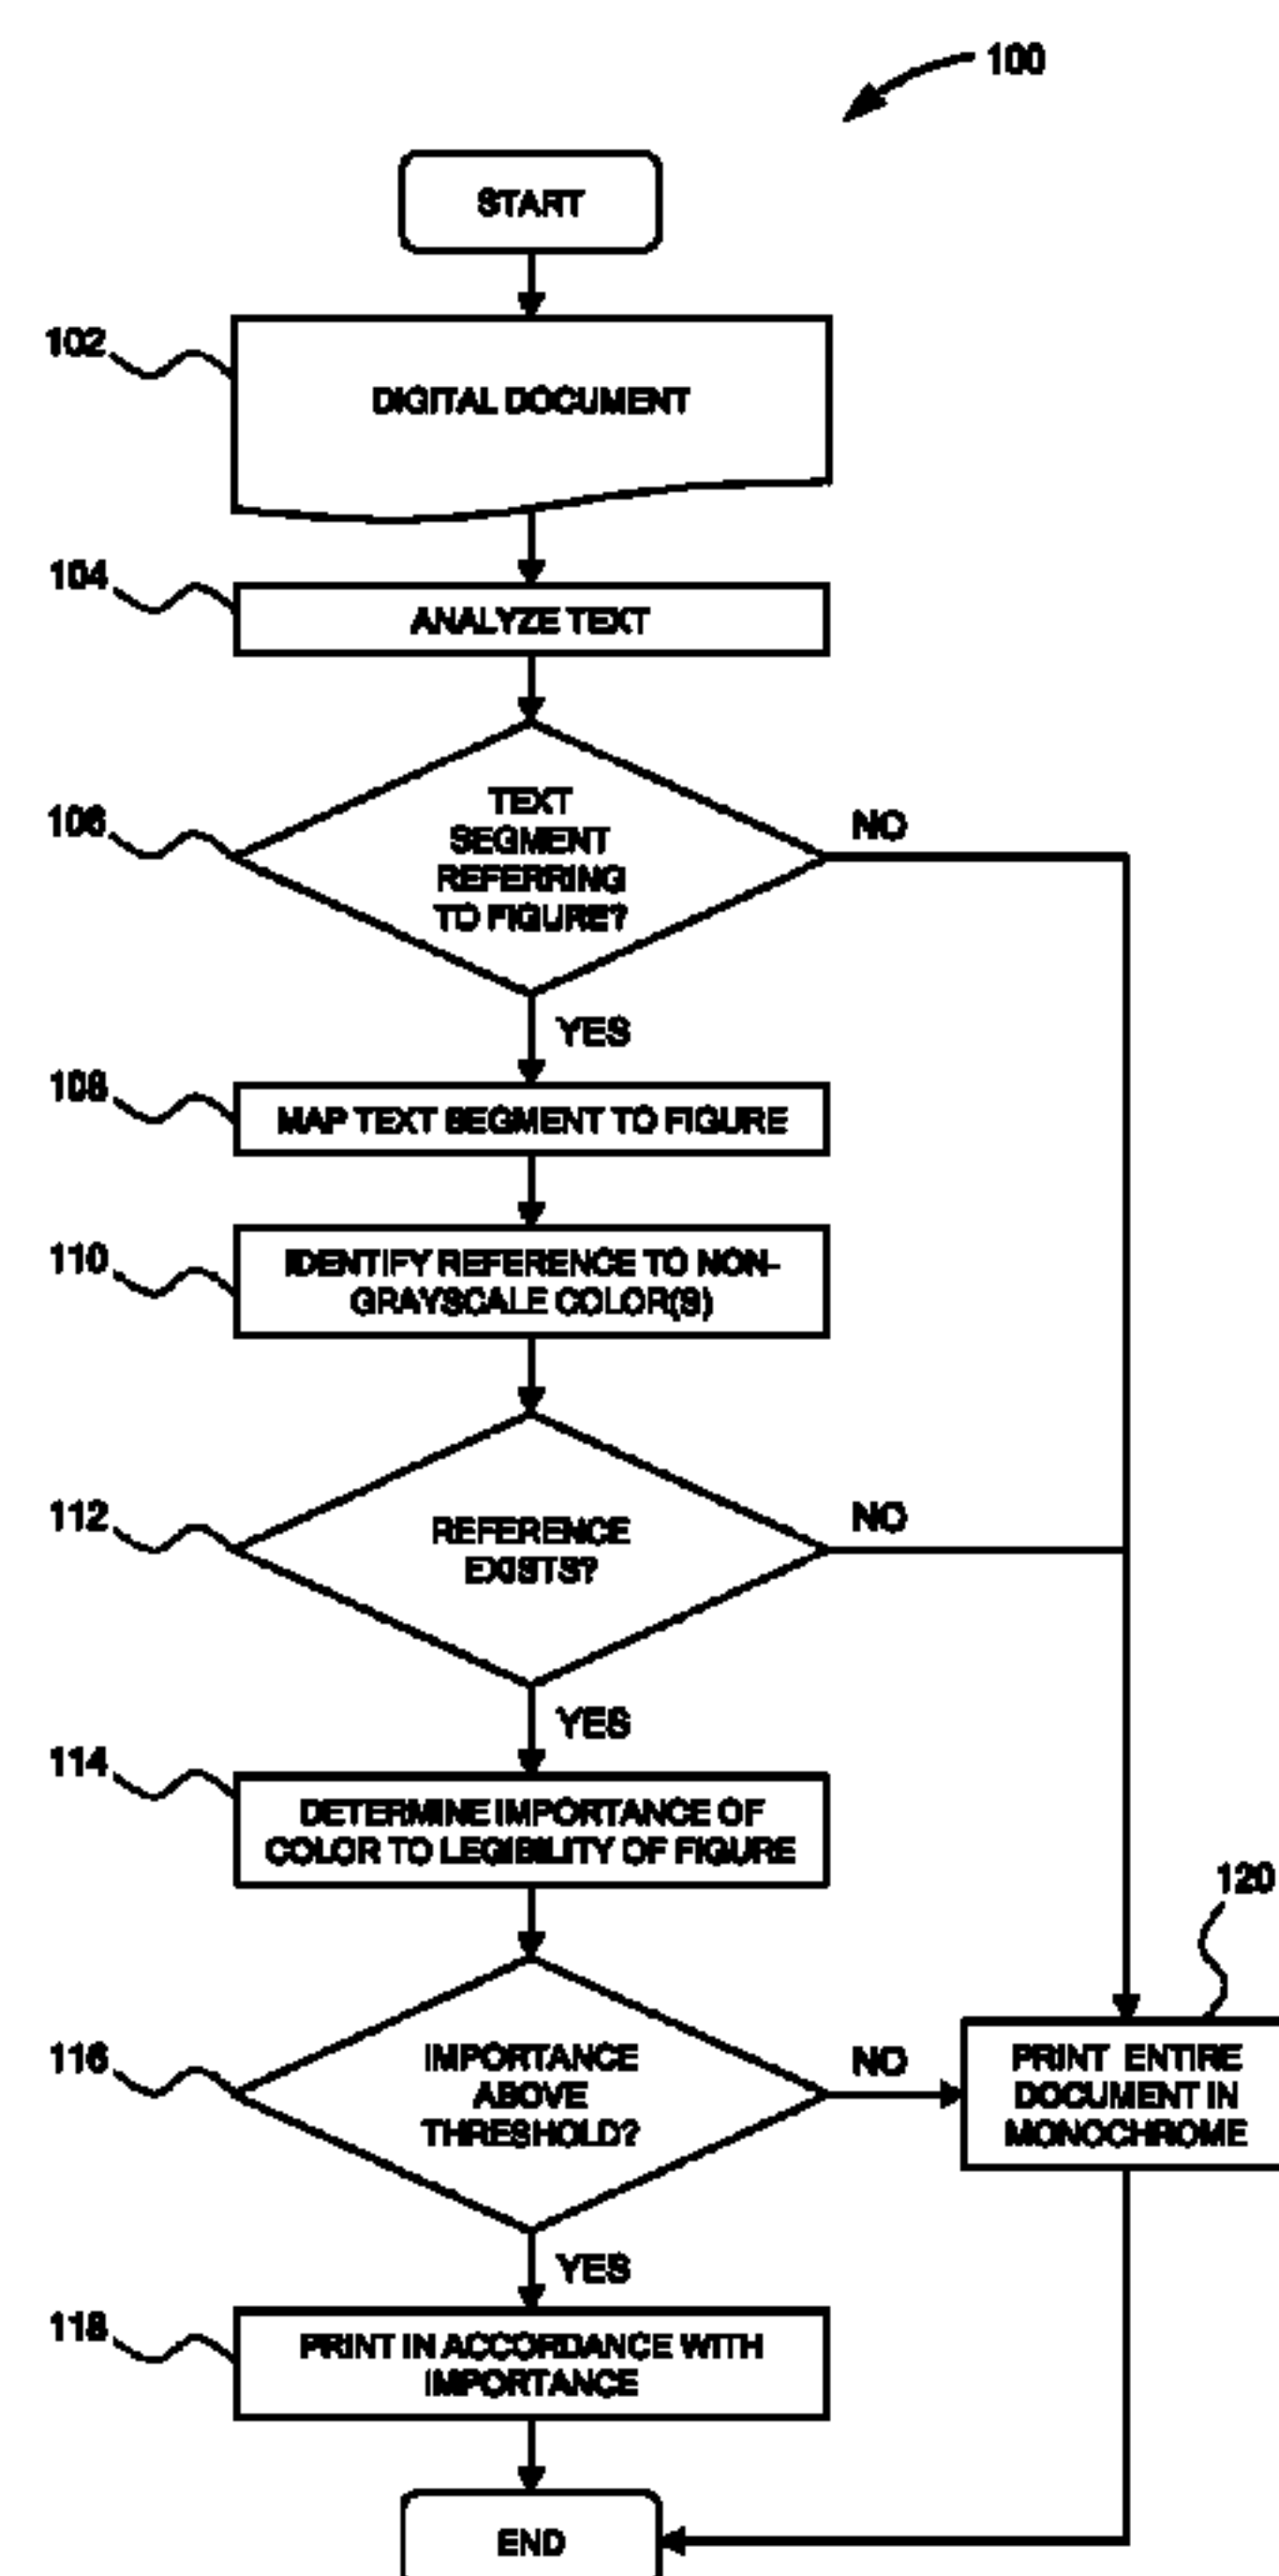 100
START
102
DIGITAL DOCUMENT
104
ANALYZE TEXT
106
TEXT
SEGMENT
REFERRING
TO FIGURE?
NO
YES
108
MAP TEXT SEGMENT TO FIGURE
110
IDENTIFY REFERENCE TO NON-
GRAYSCALE COLOR(S)
112
REFERENCE
EXISTS?
NO
YES
114
DETERMINE IMPORTANCE OF
COLOR TO LEGIBILITY OF FIGURE
116
IMPORTANCE
ABOVE
THRESHOLD?
NO
120
PRINT ENTIRE
DOCUMENT IN
MONOCHROME
YES
118
PRINT IN ACCORDANCE WITH
IMPORTANCE
END